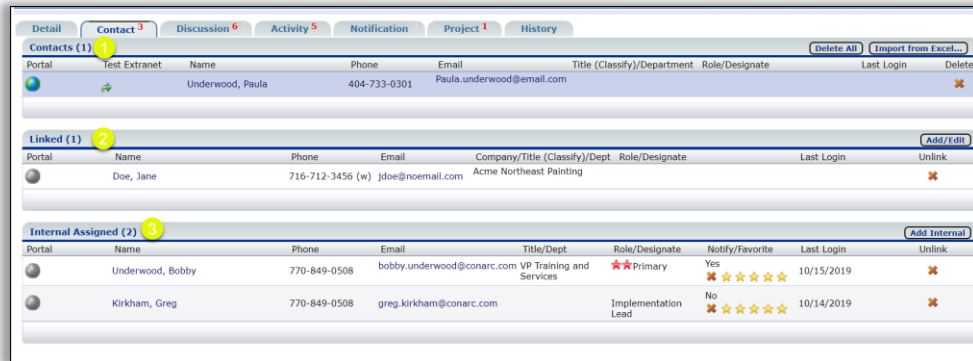 Detail Contact 3 Discussion 6 Activity 5 Notification Project 1 History
Contacts (1) 1 Delete All Import from Excel...
Portal Test Extranet Name Phone Email Title (Classify)/Department Role/Designate Last Login Delete
Underwood, Paula 404-733-0301 Paula.underwood@email.com
Linked (1) 2 Add/Edit
Portal Name Phone Email Company/Title (Classify)/Dept Role/Designate Last Login Unlink
Doe, Jane 716-712-3456 (w) jdoe@noemail.com Acme Northeast Painting
Internal Assigned (2) 3 Add Internal
Portal Name Phone Email Title/Dept Role/Designate Notify/Favorite Last Login Unlink
Underwood, Bobby 770-849-0508 bobby.underwood@conarc.com VP Training and Primary Yes 10/15/2019
Services
Kirkham, Greg 770-849-0508 greg.kirkham@conarc.com Implementation No 10/14/2019
Lead